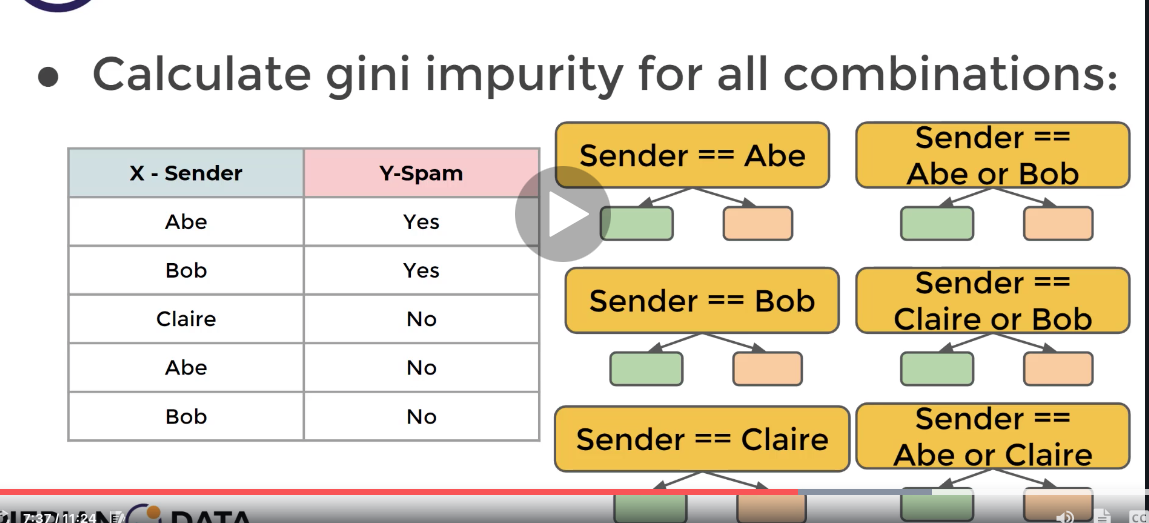 ● Calculate gini impurity for all combinations:
X - Sender Y-Spam
Abe Yes
Bob Yes
Claire No
Abe No
Bob No
Sender == Abe
Sender ==
Abe or Bob
Sender == Bob
Sender ==
Claire or Bob
Sender == Claire
Sender ==
Abe or Claire
7:37 / 11:24
DATA
CC